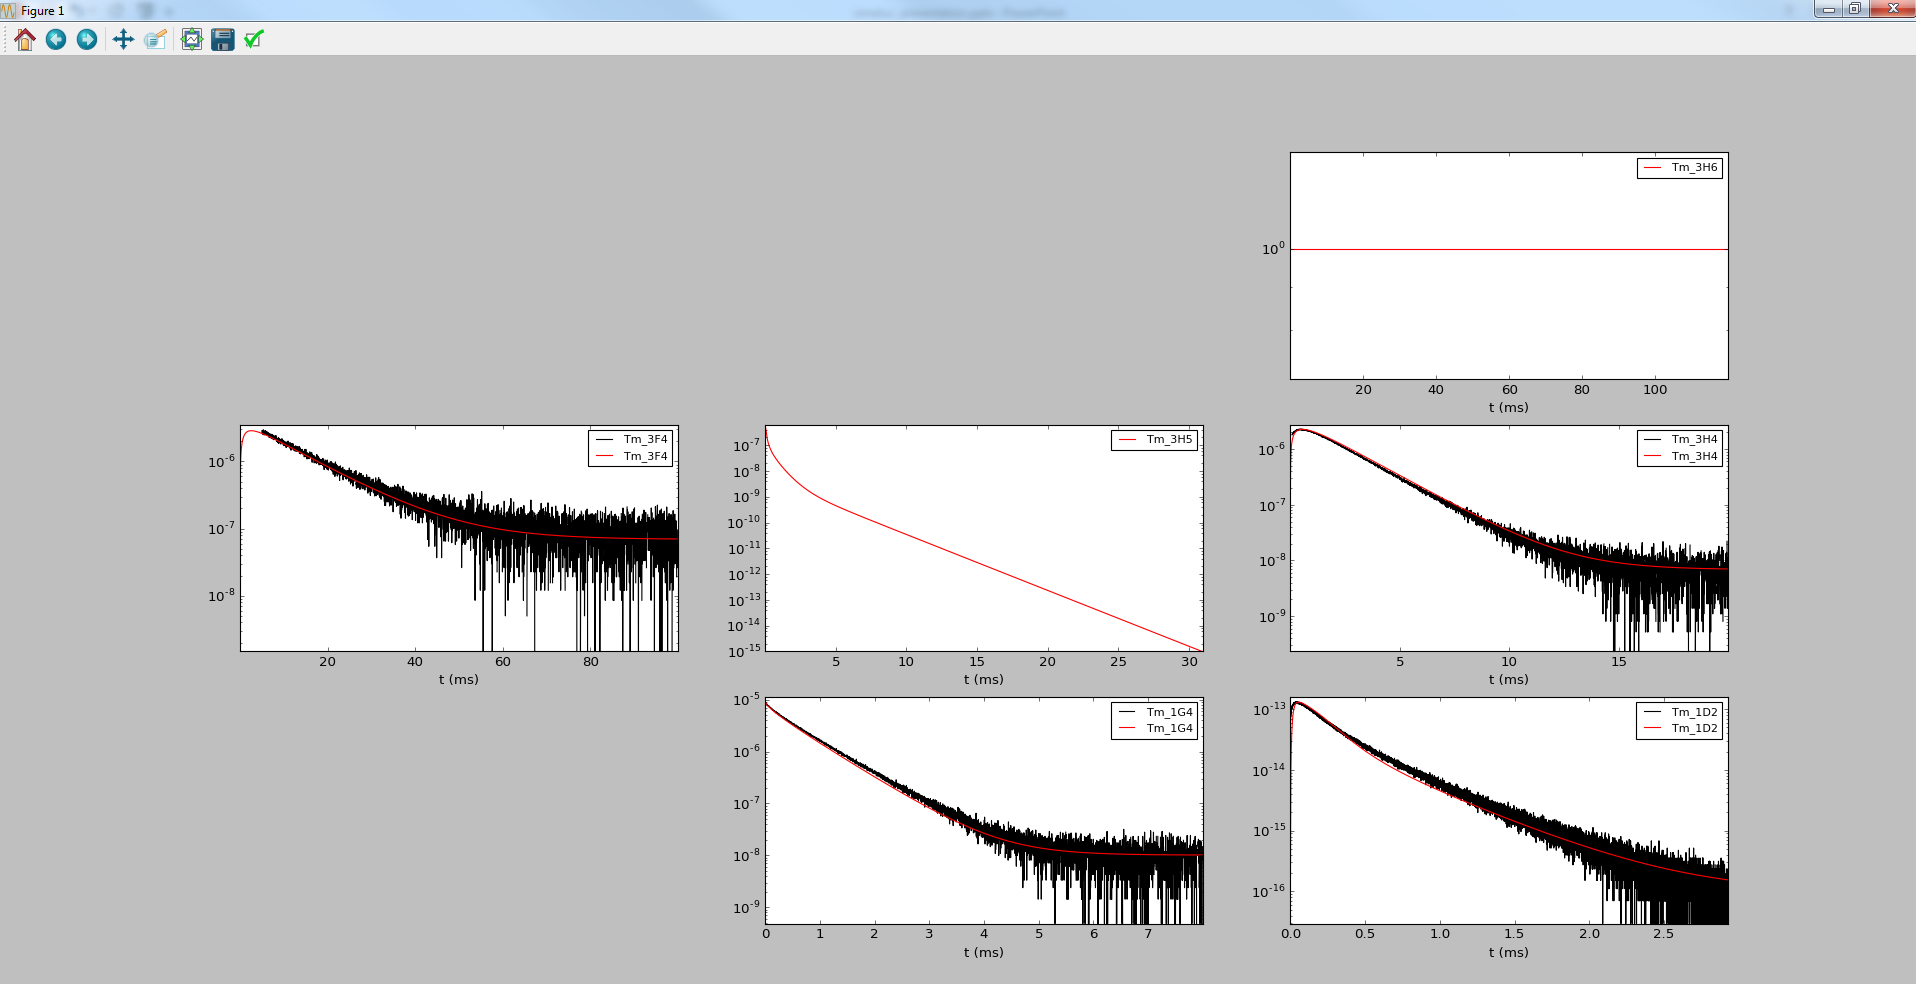 Figure 1
Tm_3H6
10^0
20 40 60 80 100
t (ms)
Tm_3F4
Tm_3F4
10^-6
10^-7
10^-8
20 40 60 80
t (ms)
Tm_3H5
10^-7
10^-8
10^-9
10^-10
10^-11
10^-12
10^-13
10^-14
10^-15
5 10 15 20 25 30
t (ms)
Tm_3H4
Tm_3H4
10^-6
10^-7
10^-8
10^-9
5 10 15
t (ms)
Tm_1G4
Tm_1G4
10^-5
10^-6
10^-7
10^-8
10^-9
0 1 2 3 4 5 6 7
t (ms)
Tm_1D2
Tm_1D2
10^-13
10^-14
10^-15
10^-16
0.0 0.5 1.0 1.5 2.0 2.5
t (ms)